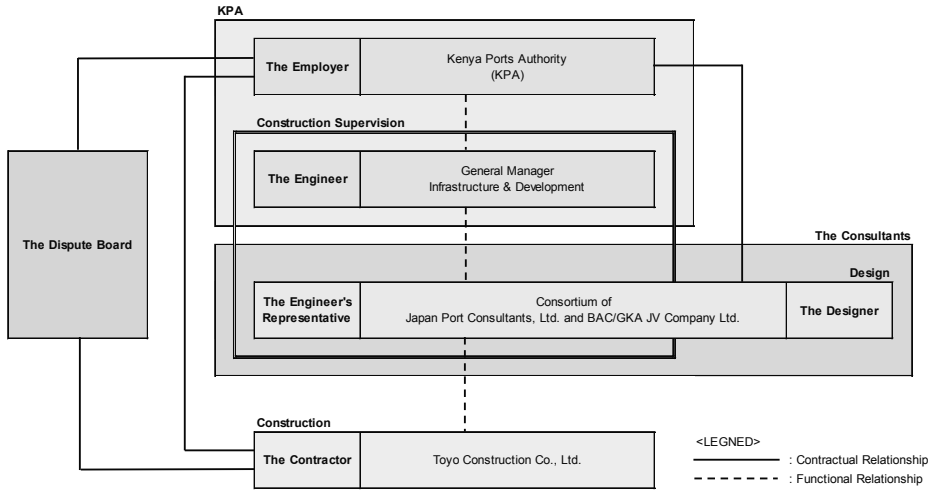 KPA
The Employer
Kenya Ports Authority
(KPA)
Construction Supervision
The Engineer
General Manager
Infrastructure & Development
The Dispute Board
The Consultants
Design
The Engineer's
Representative
Consortium of
Japan Port Consultants, Ltd. and BAC/GKA JV Company Ltd.
The Designer
Construction
The Contractor
Toyo Construction Co., Ltd.
<LEGNED>
: Contractual Relationship
: Functional Relationship